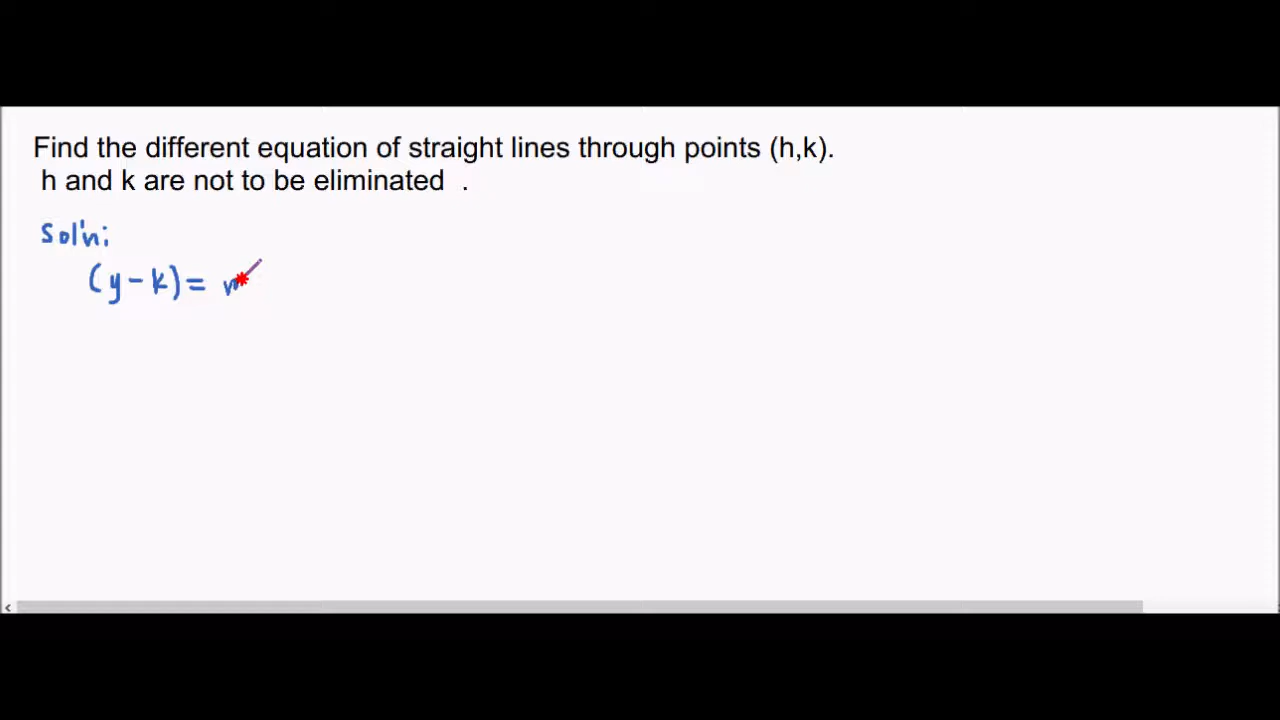 Find the different equation of straight lines through points (h,k).
h and k are not to be eliminated .
Sol'n:
(y-k)=